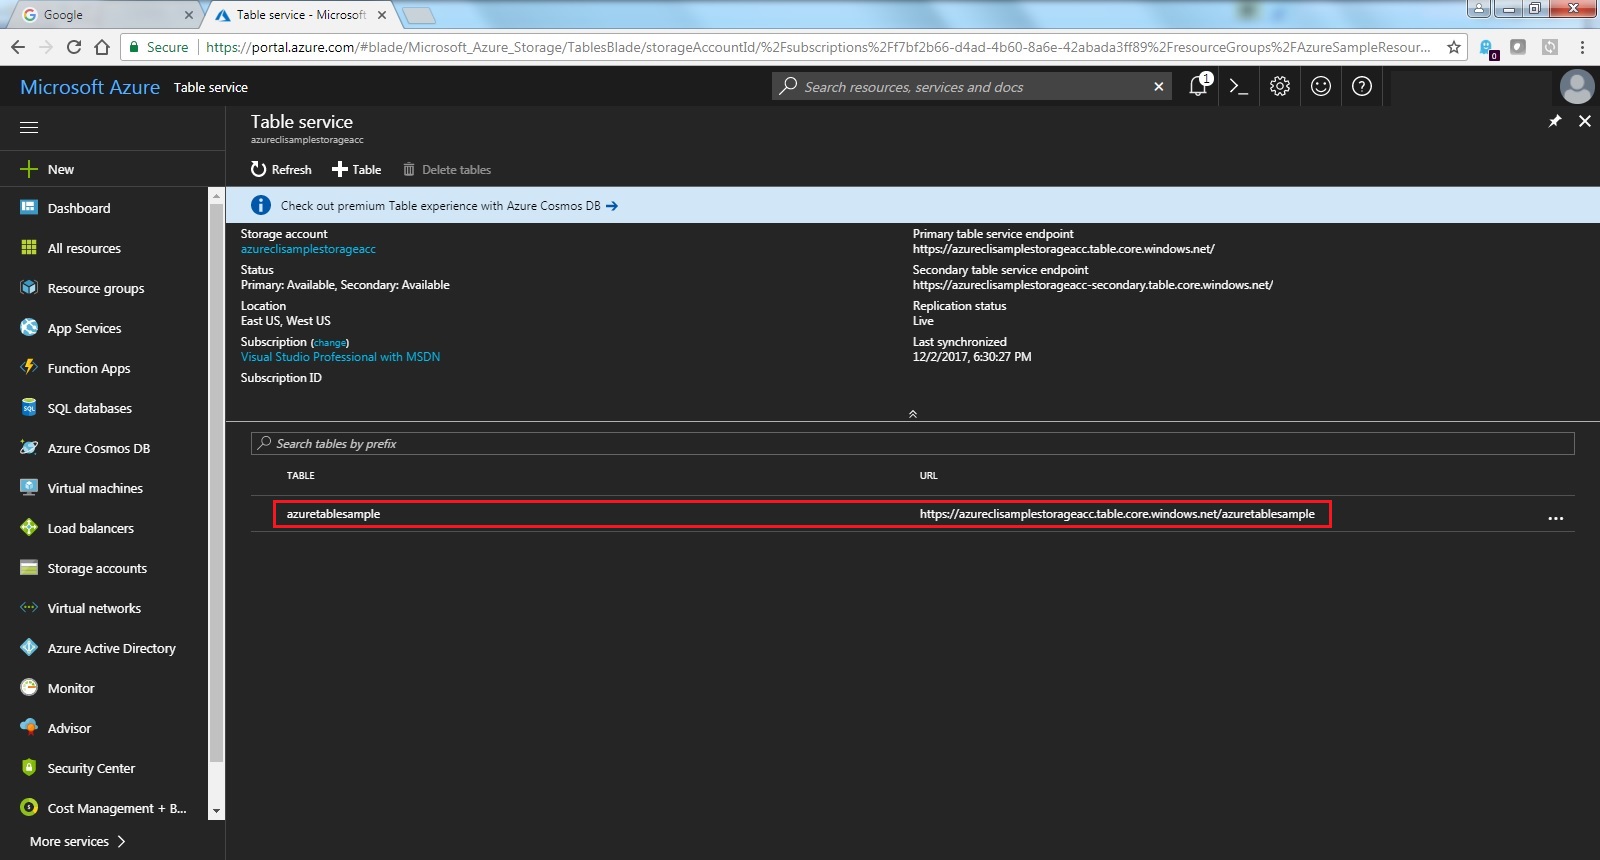 Google
Table service - Microsoft
Secure
https://portal.azure.com/#blade/Microsoft_Azure_Storage/TablesBlade/storageAccountId/%2Fsubscriptions%2Ff7bf2b66-d4ad-4b60-8a6e-42abada3ff89%2FresourceGroups%2FAzureSampleResour...
0
Microsoft Azure Table service
Search resources, services and docs
1
Table service
azureclisamplestorageacc
Refresh
Table
Delete tables
New
Dashboard
All resources
Resource groups
App Services
Function Apps
SQL databases
Azure Cosmos DB
Virtual machines
Load balancers
Storage accounts
Virtual networks
Azure Active Directory
Monitor
Advisor
Security Center
Cost Management + B...
More services
Check out premium Table experience with Azure Cosmos DB
Storage account
azureclisamplestorageacc
Status
Primary: Available, Secondary: Available
Location
East US, West US
Subscription (change)
Visual Studio Professional with MSDN
Subscription ID
Primary table service endpoint
https://azureclisamplestorageacc.table.core.windows.net/
Secondary table service endpoint
https://azureclisamplestorageacc-secondary.table.core.windows.net/
Replication status
Live
Last synchronized
12/2/2017, 6:30:27 PM
Search tables by prefix
TABLE URL
azuretablesample https://azureclisamplestorageacc.table.core.windows.net/azuretablesample